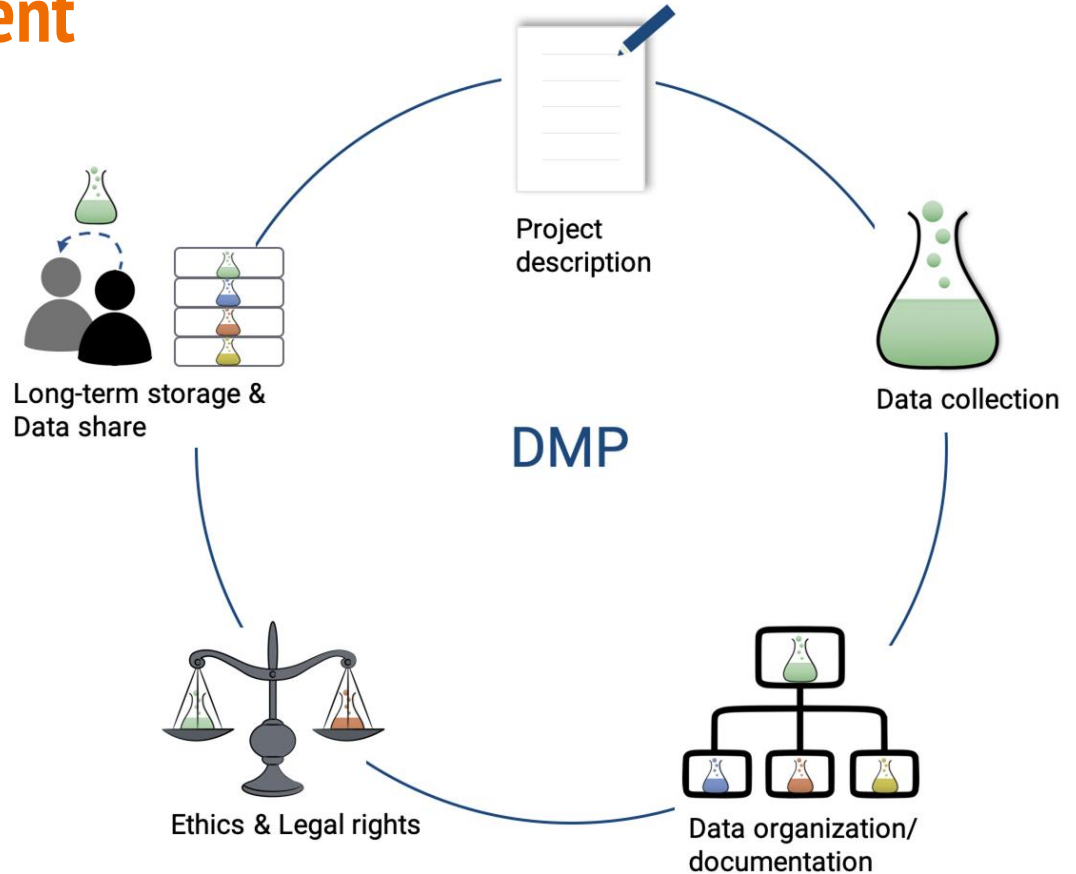 ent
Project
description
Data collection
Long-term storage &
Data share
DMP
Ethics & Legal rights
Data organization/
documentation